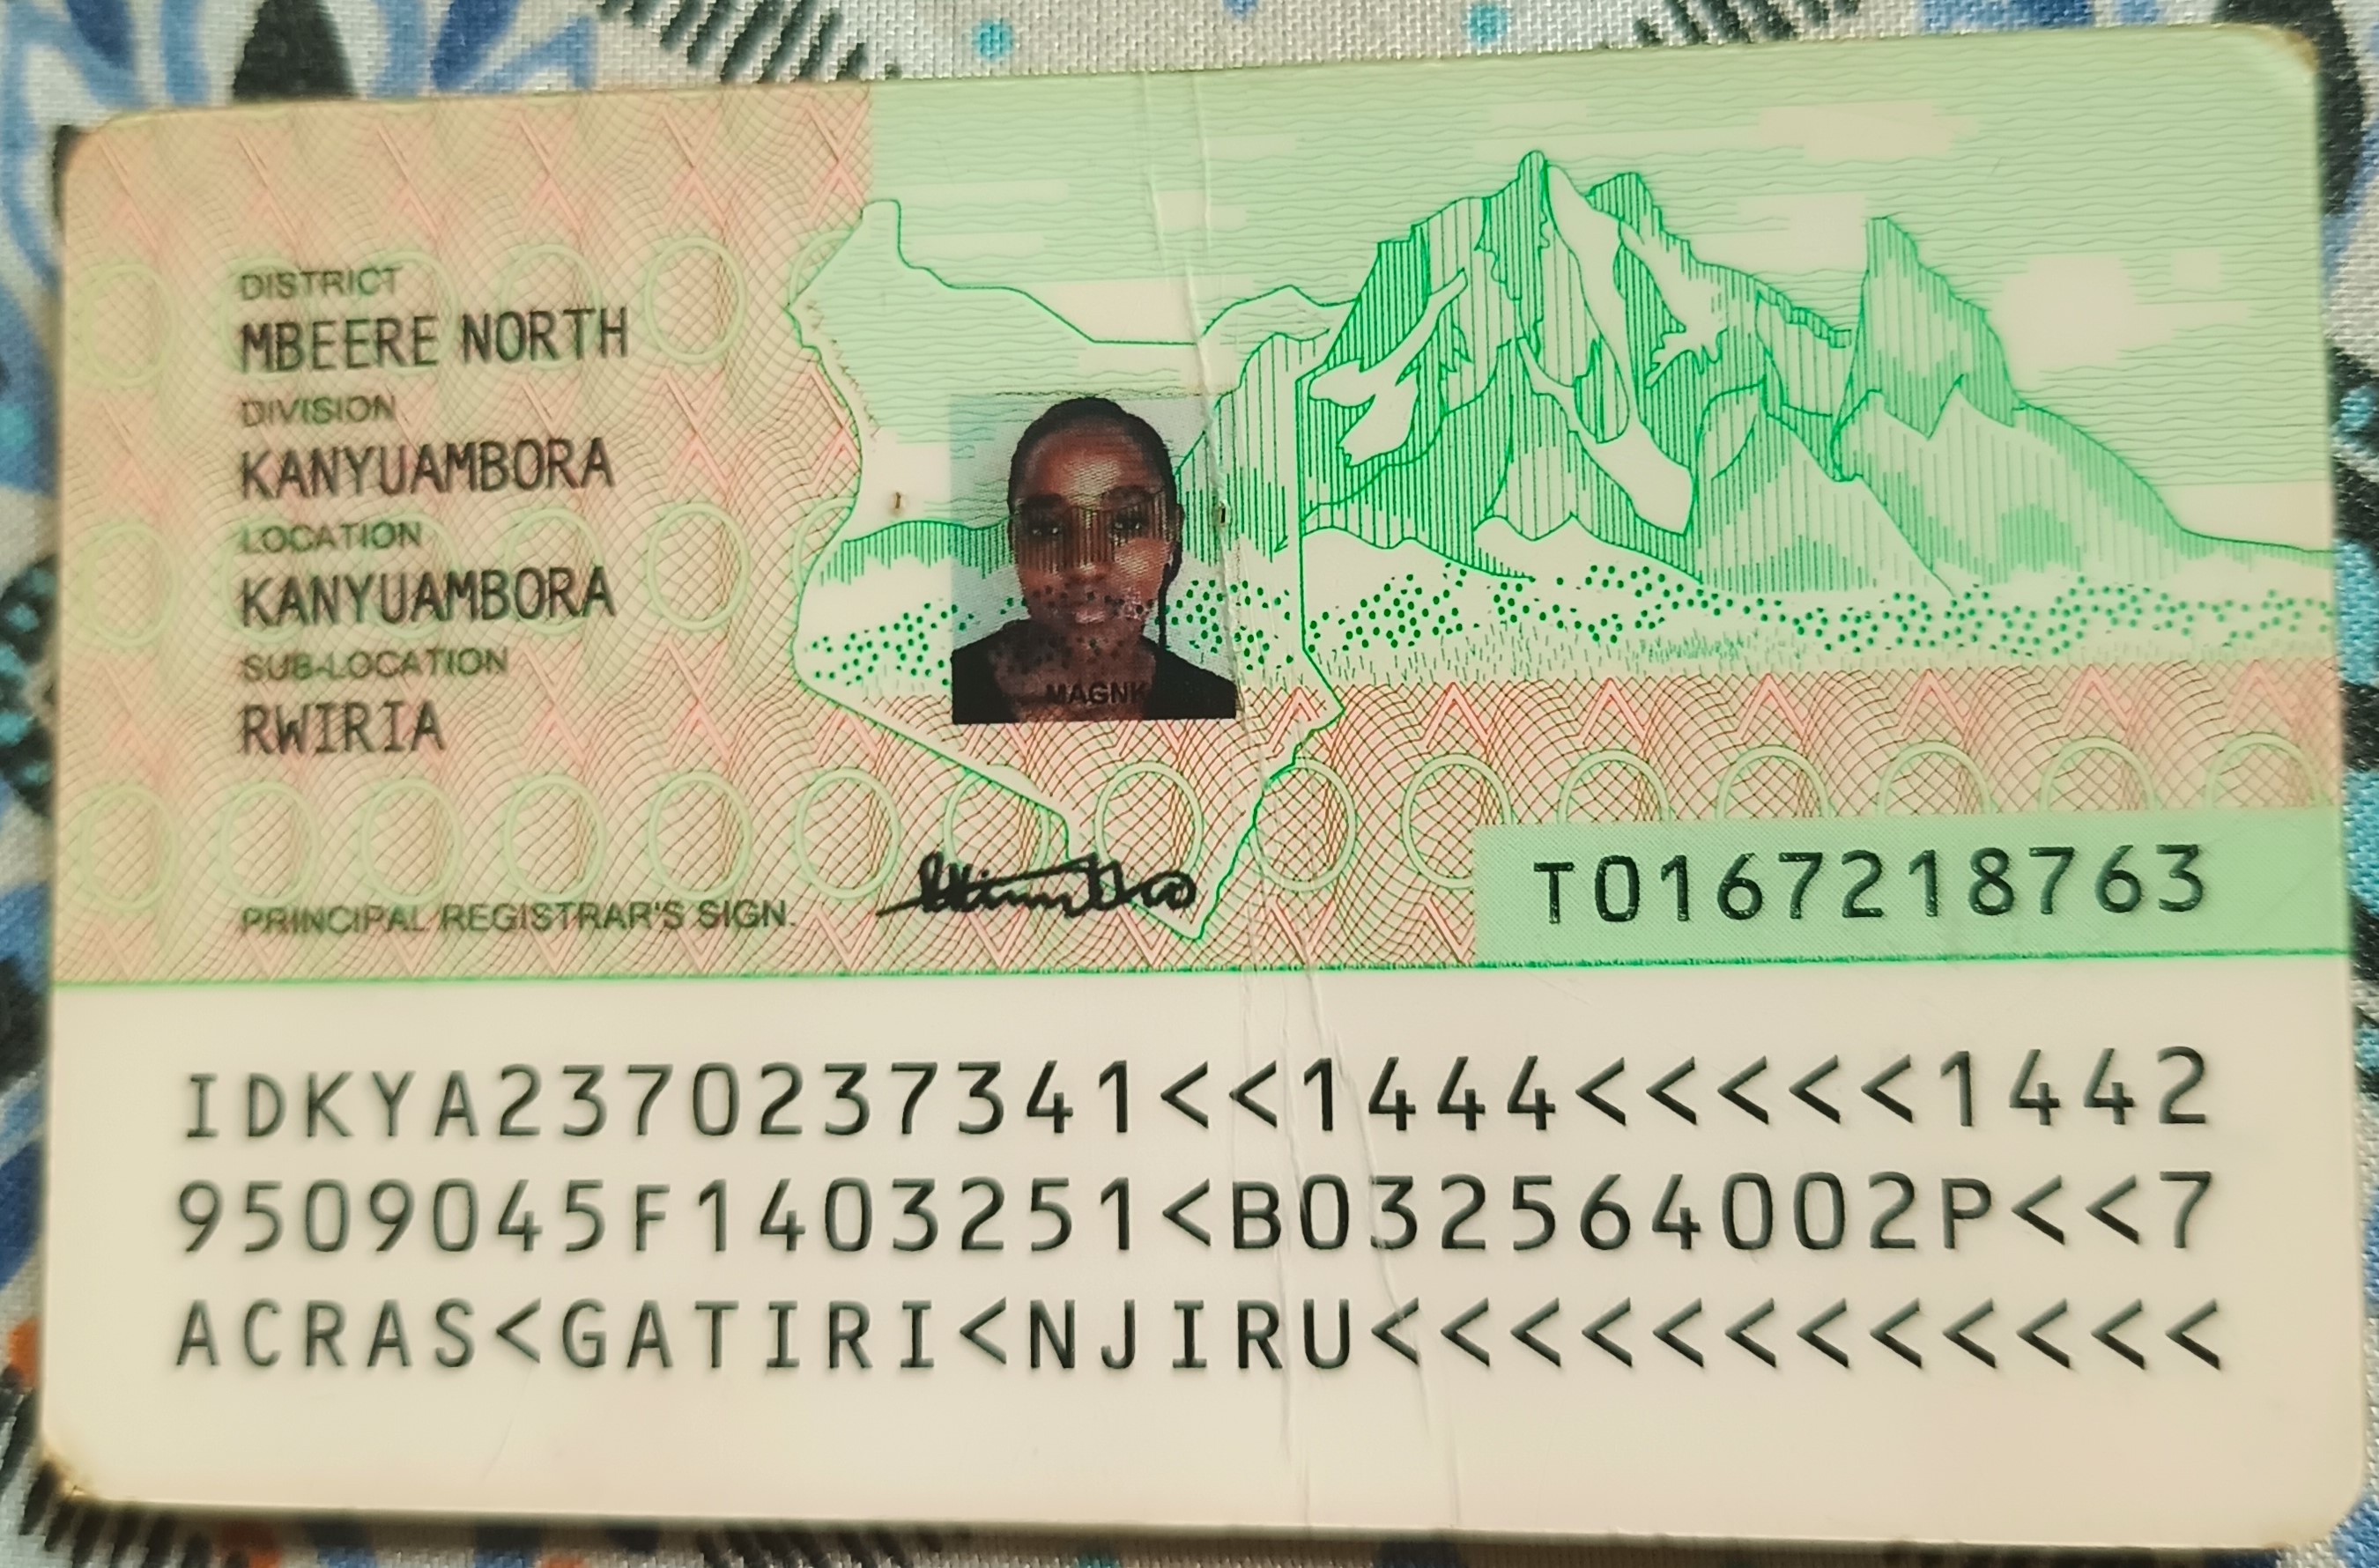 DISTRICT
MBEERE NORTH
DIVISION
KANYUAMBORA
LOCATION
KANYUAMBORA
SUB-LOCATION
RWIRIA
MAGNK
PRINCIPAL REGISTRAR'S SIGN.
T0167218763
IDKYA2370237341<<1444<<<<<1442
9509045F1403251<B032564002P<<7
ACRAS<GATIRI<NJIRU<<<<<<<<<<<<